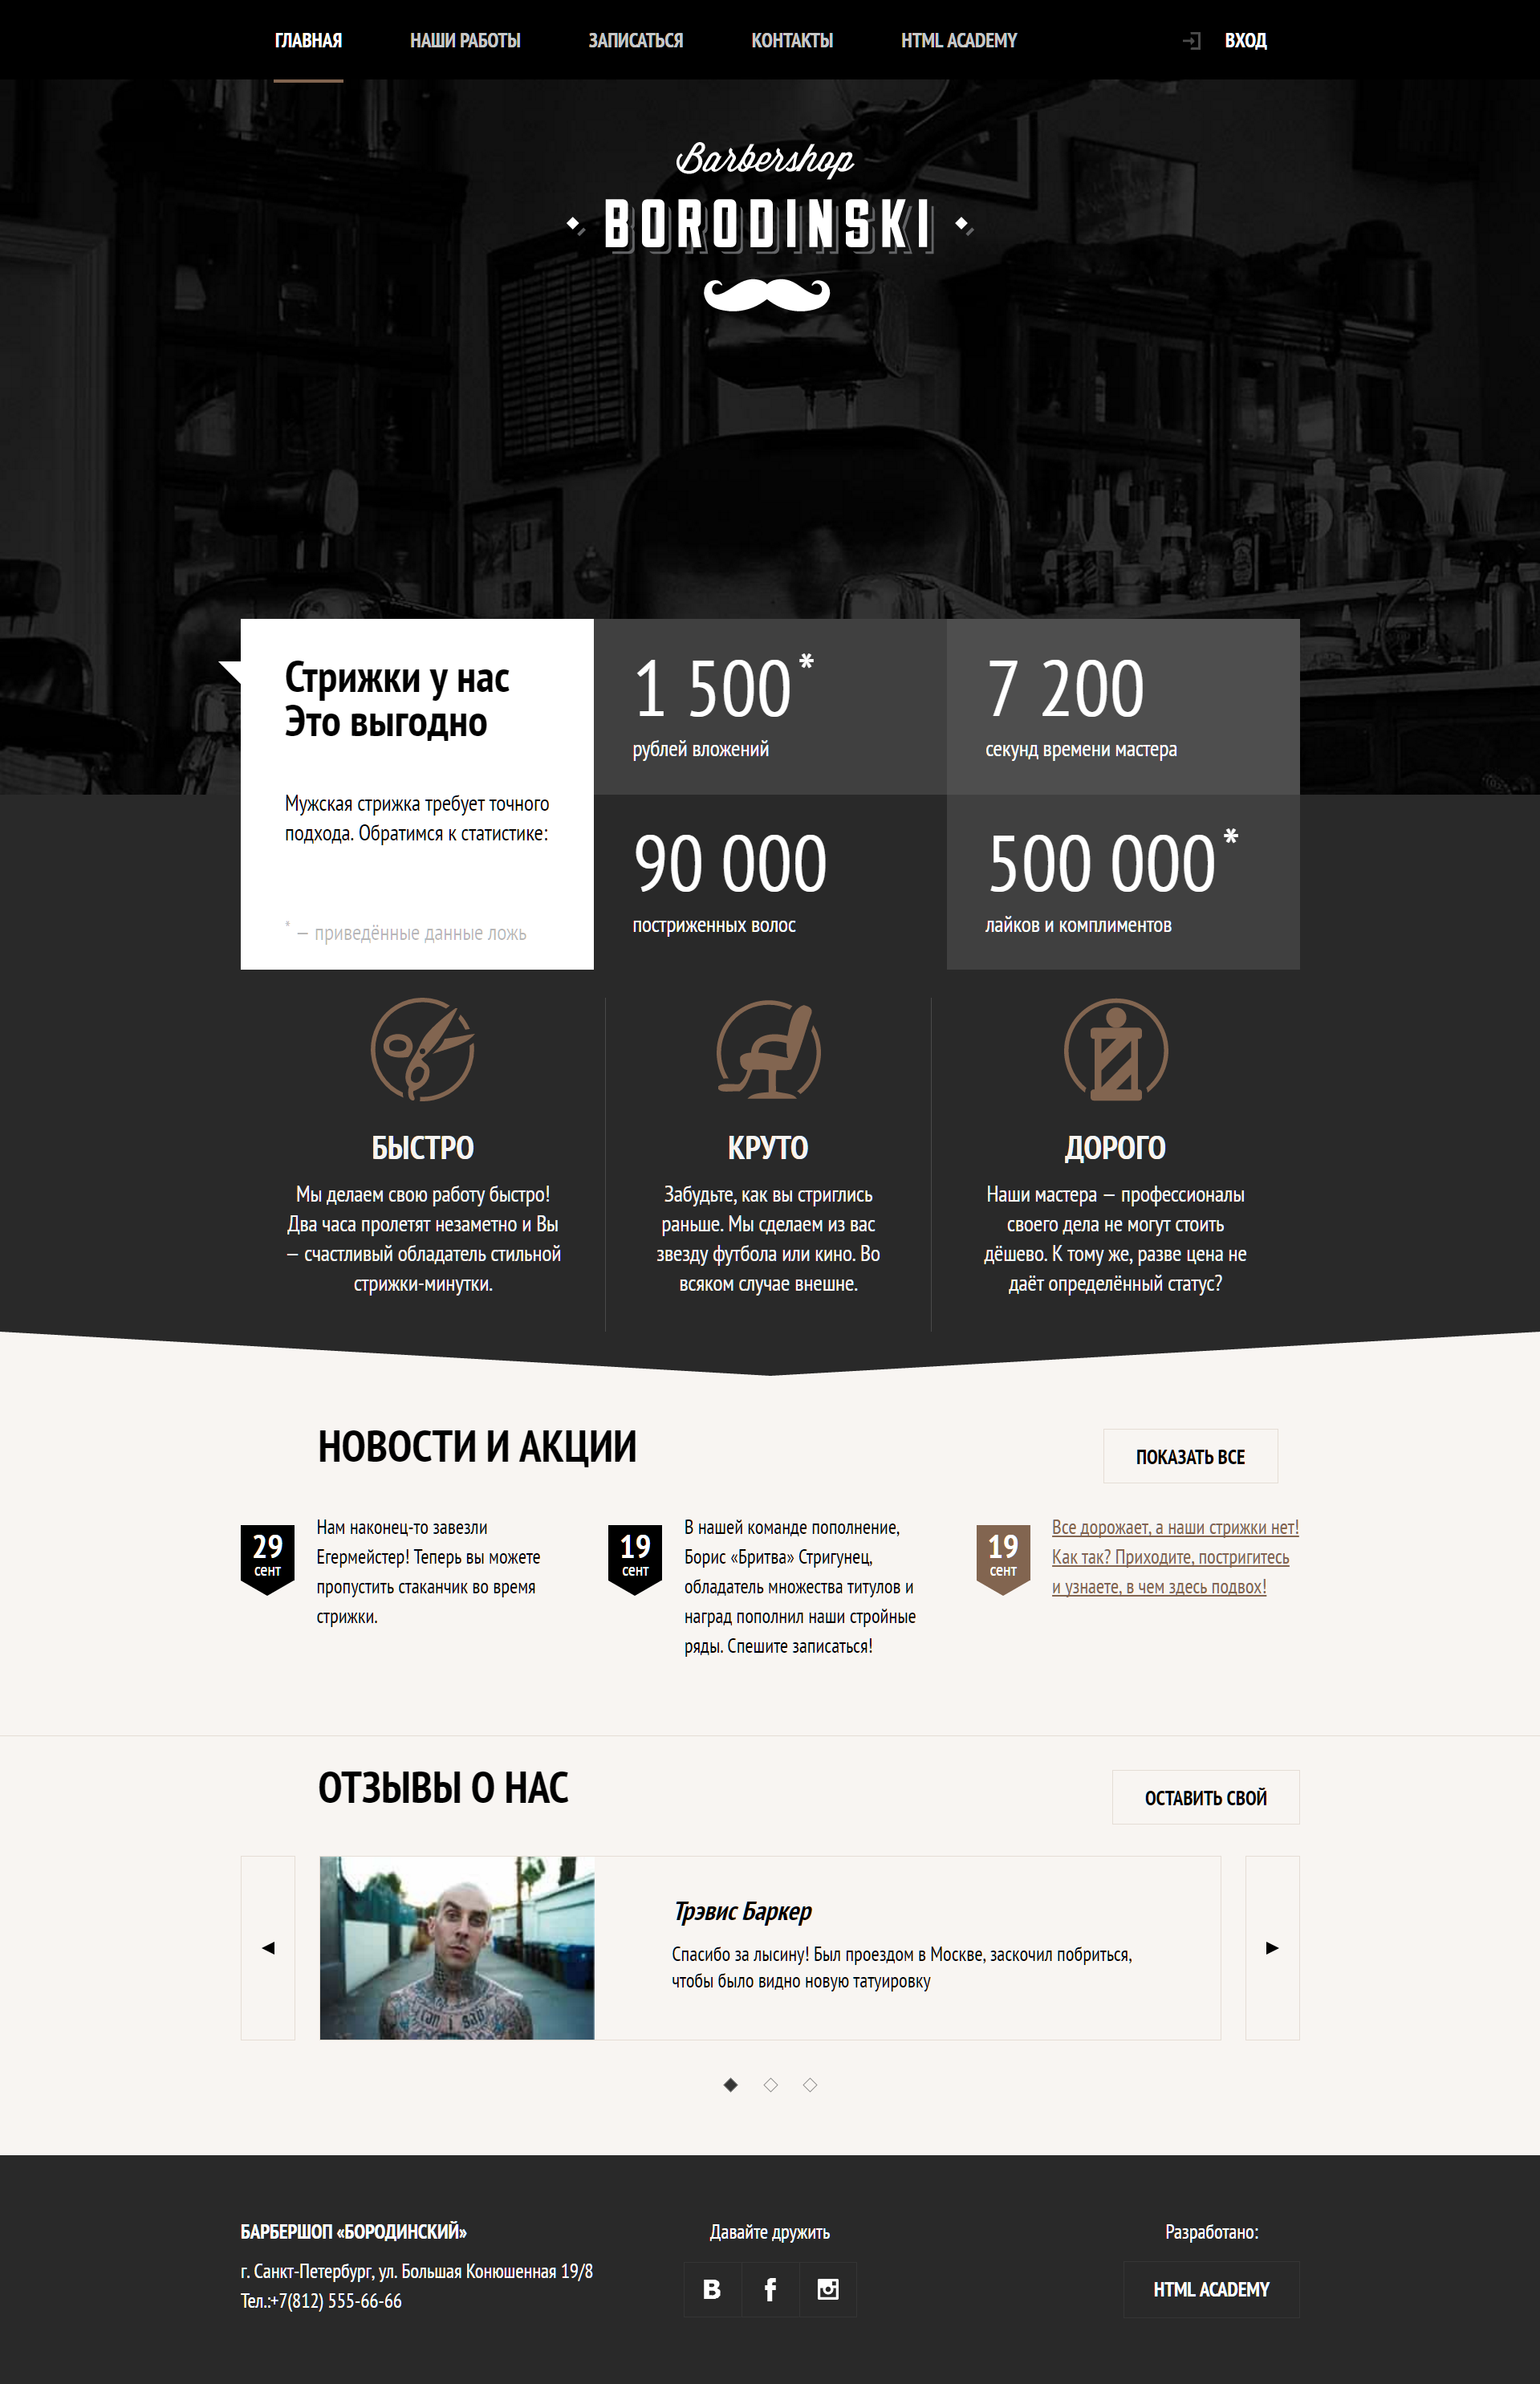 ГЛАВНАЯ НАШИ РАБОТЫ ЗАПИСАТЬСЯ КОНТАКТЫ HTML ACADEMY ВХОД
Barbershop
BORODINSKI
Стрижки у нас
Это выгодно
Мужская стрижка требует точного
подхода. Обратимся к статистике:
* — приведённые данные ложь
1 500*
рублей вложений
7 200
секунд времени мастера
90 000
постриженных волос
500 000*
лайков и комплиментов
БЫСТРО
Мы делаем свою работу быстро!
Два часа пролетят незаметно и Вы
— счастливый обладатель стильной
стрижки-минутки.
КРУТО
Забудьте, как вы стриглись
раньше. Мы сделаем из вас
звезду футбола или кино. Во
всяком случае внешне.
ДОРОГО
Наши мастера — профессионалы
своего дела не могут стоить
дёшево. К тому же, разве цена не
даёт определённый статус?
НОВОСТИ И АКЦИИ
ПОКАЗАТЬ ВСЕ
29
сент
Нам наконец-то завезли
Егермейстер! Теперь вы можете
пропустить стаканчик во время
стрижки.
19
сент
В нашей команде пополнение,
Борис «Бритва» Стригунец,
обладатель множества титулов и
наград пополнил наши стройные
ряды. Спешите записаться!
19
сент
Все дорожает, а наши стрижки нет!
Как так? Приходите, постригитесь
и узнаете, в чем здесь подвох!
ОТЗЫВЫ О НАС
ОСТАВИТЬ СВОЙ
Трэвис Баркер
Спасибо за лысину! Был проездом в Москве, заскочил побриться,
чтобы было видно новую татуировку
БАРБЕРШОП «БОРОДИНСКИЙ»
г. Санкт-Петербург, ул. Большая Конюшенная 19/8
Тел.:+7(812) 555-66-66
Давайте дружить
Разработано:
HTML ACADEMY